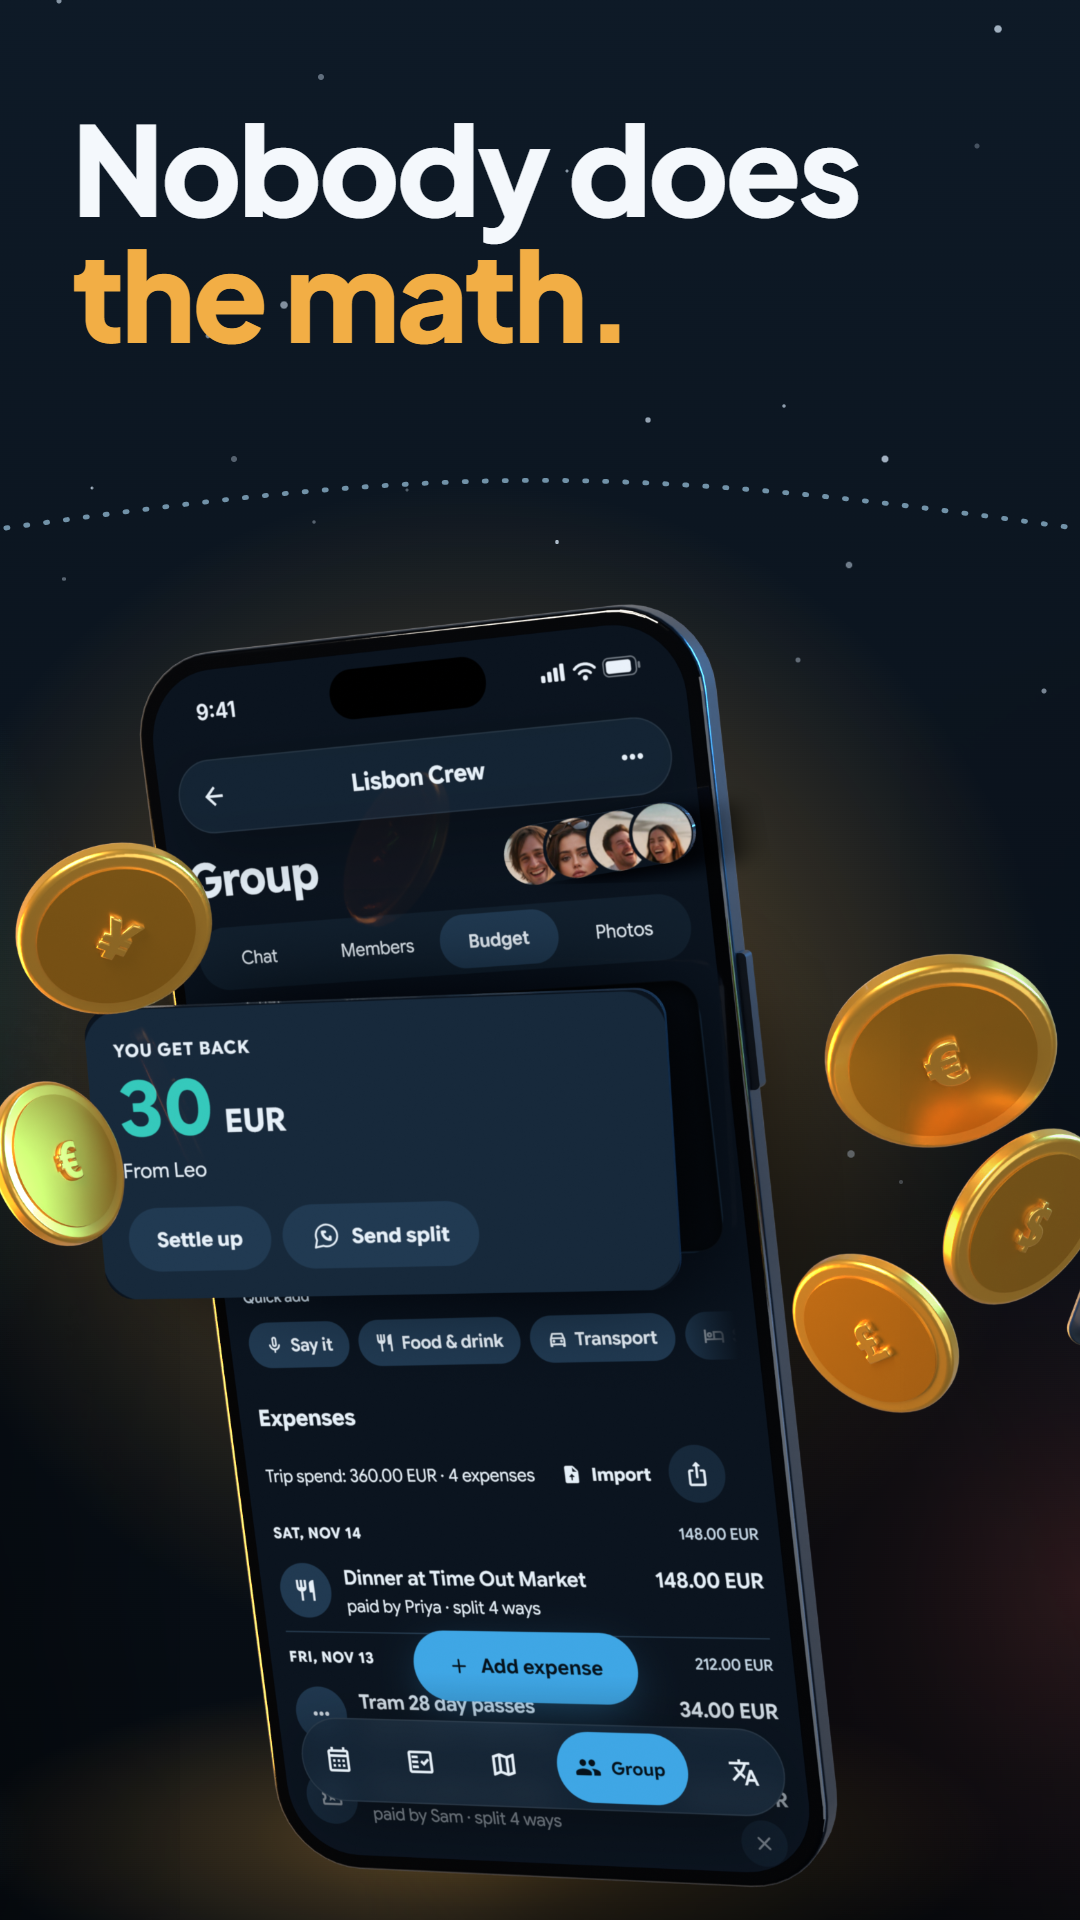 Nobody does
the math.
9:41
Lisbon Crew
Group
Chat
Members
Budget
Photos
YOU GET BACK
30 EUR
From Leo
Settle up
Send split
Quick add
Say it
Food & drink
Transport
Expenses
Trip spend: 360.00 EUR · 4 expenses
Import
SAT, NOV 14
148.00 EUR
Dinner at Time Out Market
148.00 EUR
paid by Priya · split 4 ways
FRI, NOV 13
212.00 EUR
+ Add expense
Tram 28 day passes
34.00 EUR
Group
paid by Sam · split 4 ways
¥
€
€
$
£